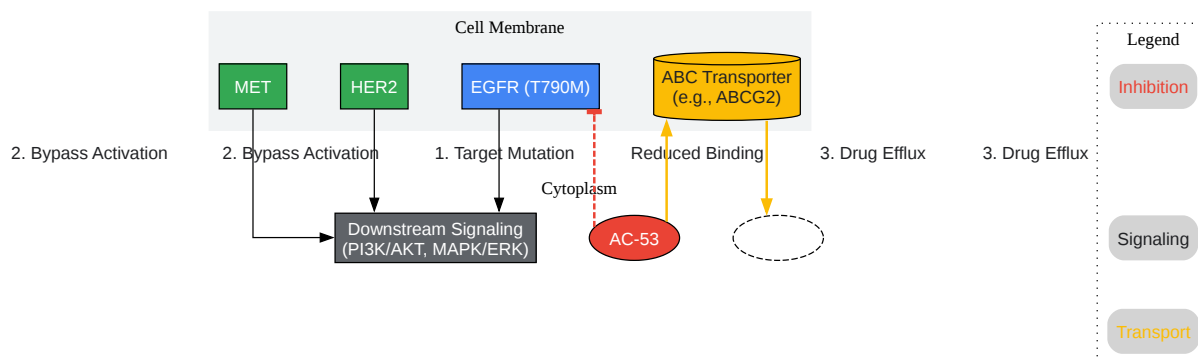 Cell Membrane
Legend
MET
HER2
EGFR (T790M)
ABC Transporter
(e.g., ABCG2)
Inhibition
2. Bypass Activation
2. Bypass Activation
1. Target Mutation
Reduced Binding
3. Drug Efflux
3. Drug Efflux
Cytoplasm
Downstream Signaling
(PI3K/AKT, MAPK/ERK)
AC-53
Signaling
Transport